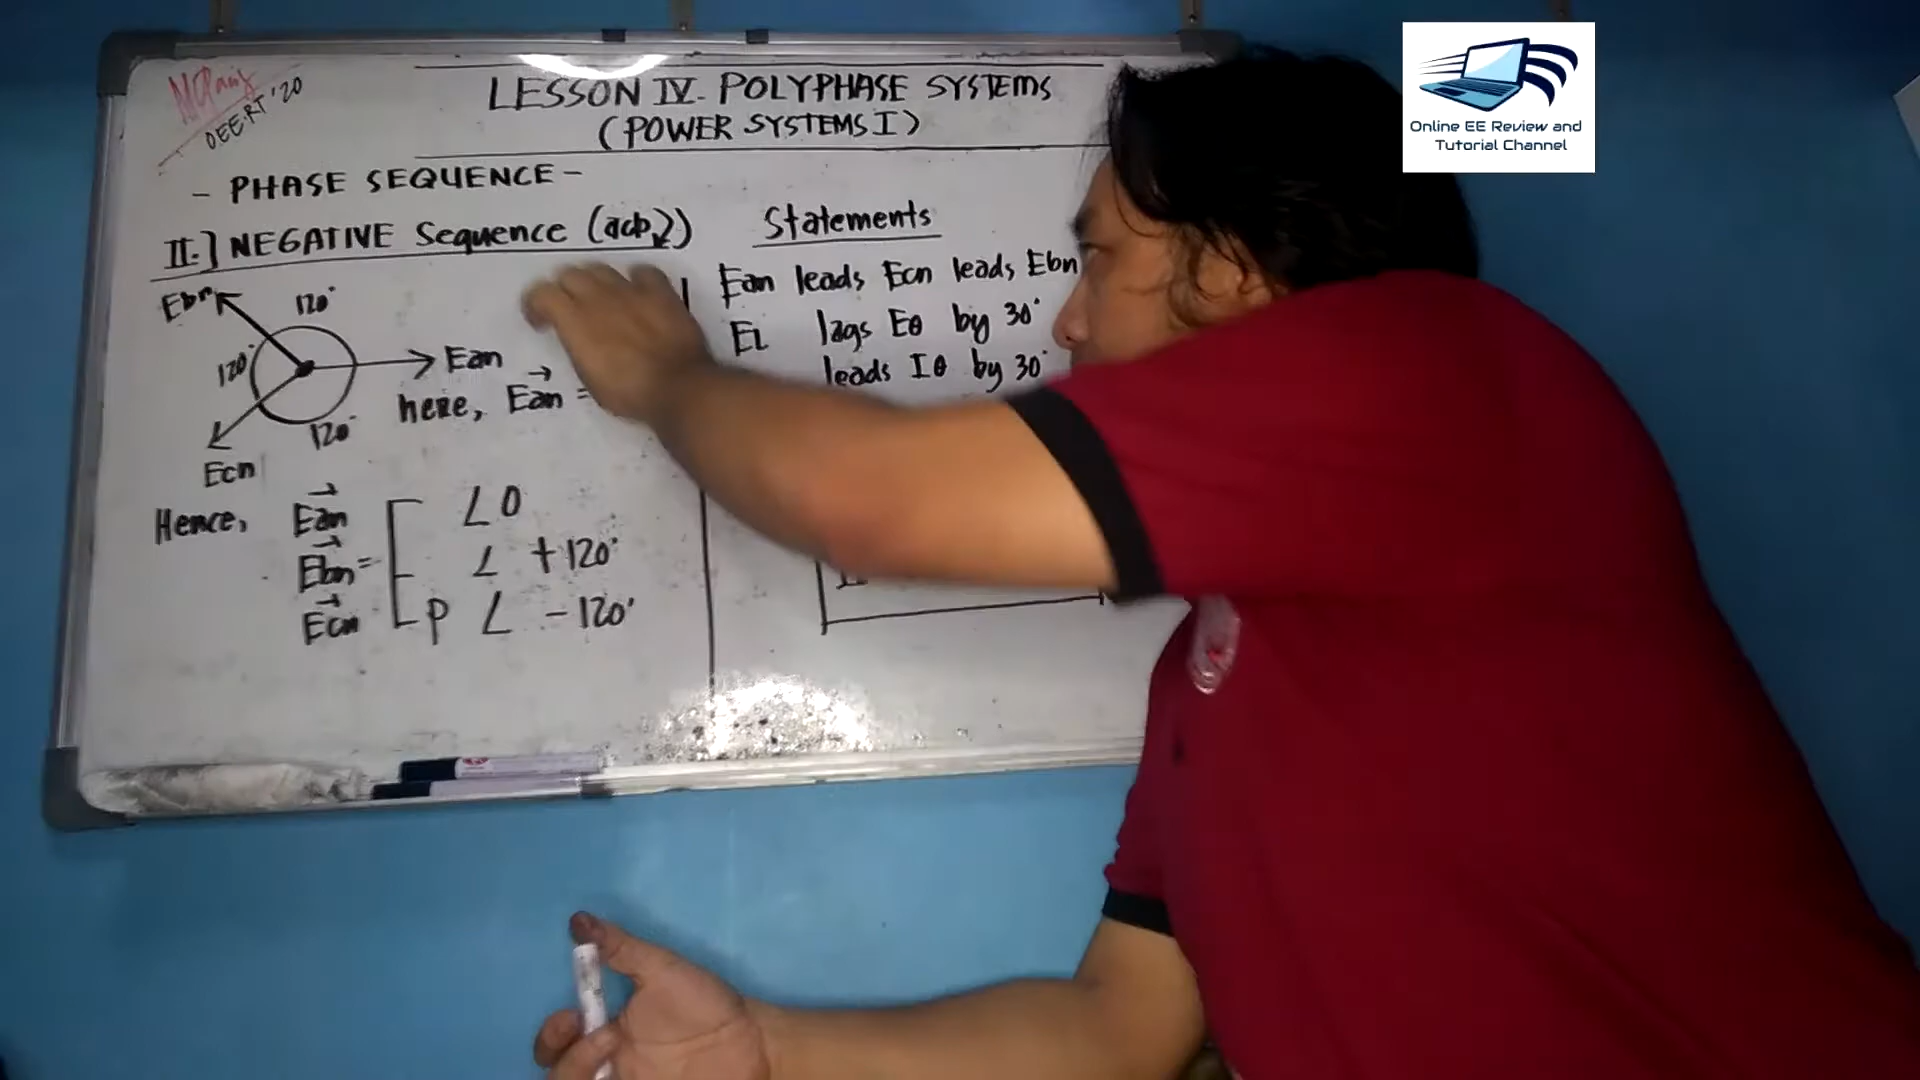 OEE.RT '20
LESSON IV. POLYPHASE SYSTEMS
(POWER SYSTEMS I)
- PHASE SEQUENCE -
II.] NEGATIVE Sequence (acb)
Ebn
120°
120°
Ean
120°
Ecn
here, Ean =
Hence,
Ean
Ebn =
Ecn
∠ 0
∠ +120°
p ∠ -120°
Statements
Ean leads Ecn leads Ebn
EL lags Eθ by 30°
leads Iθ by 30°
Online EE Review and
Tutorial Channel